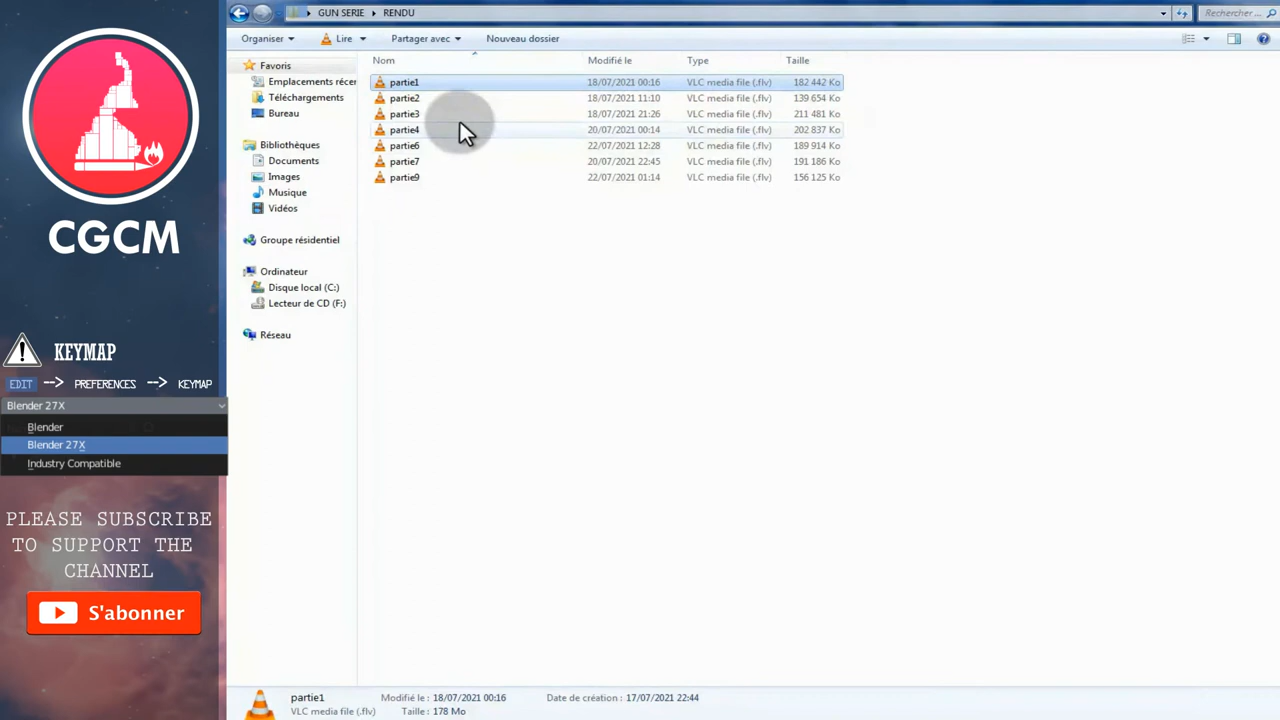 GUN SERIE RENDU Rechercher ...
Organiser Lire Partager avec Nouveau dossier
Nom Modifié le Type Taille
Favoris
Emplacements récer
Téléchargements
Bureau
Bibliothèques
Documents
Images
Musique
Vidéos
Groupe résidentiel
Ordinateur
Disque local (C:)
Lecteur de CD (F:)
Réseau
partie1 18/07/2021 00:16 VLC media file (.flv) 182 442 Ko
partie2 18/07/2021 11:10 VLC media file (.flv) 139 654 Ko
partie3 18/07/2021 21:26 VLC media file (.flv) 211 481 Ko
partie4 20/07/2021 00:14 VLC media file (.flv) 202 837 Ko
partie6 22/07/2021 12:28 VLC media file (.flv) 189 914 Ko
partie7 20/07/2021 22:45 VLC media file (.flv) 191 186 Ko
partie9 22/07/2021 01:14 VLC media file (.flv) 156 125 Ko
CGCM
KEYMAP
EDIT --> PREFERENCES --> KEYMAP
Blender 27X
Blender
Blender 27X
Industry Compatible
PLEASE SUBSCRIBE
TO SUPPORT THE
CHANNEL
S'abonner
partie1 Modifié le : 18/07/2021 00:16 Date de création : 17/07/2021 22:44
VLC media file (.flv) Taille : 178 Mo